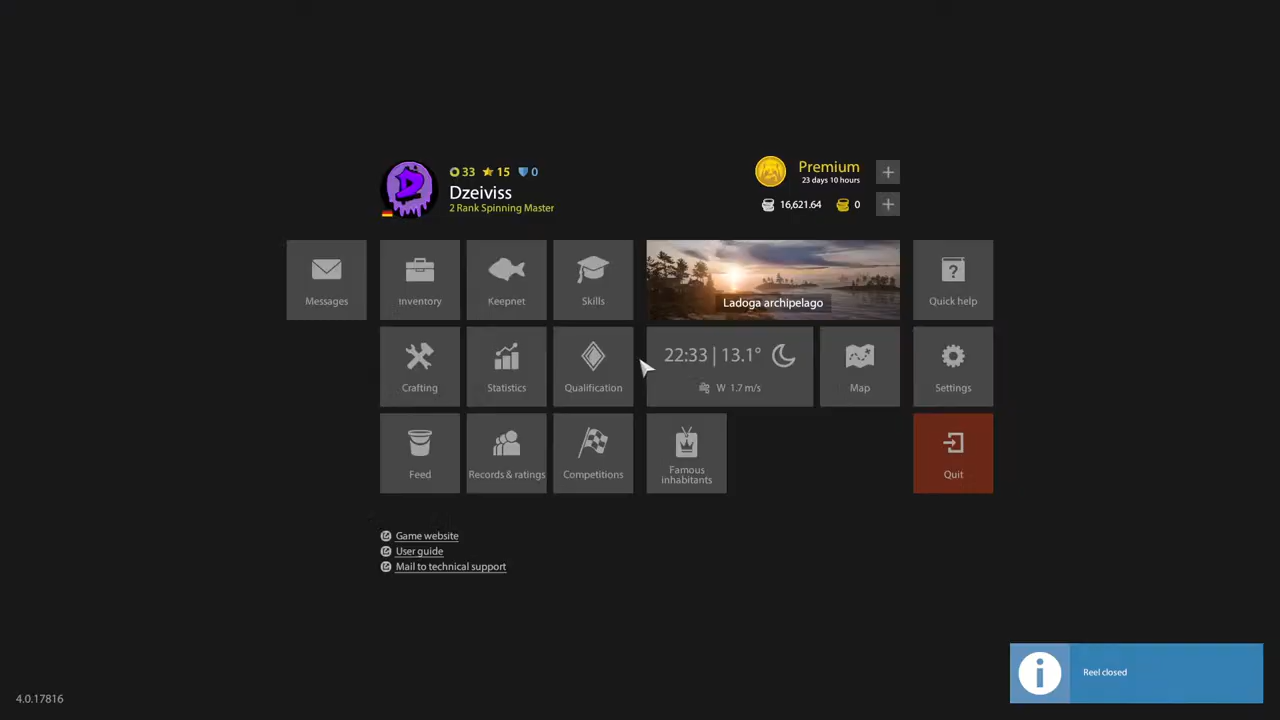 33 15 0
Dzeiviss
2 Rank Spinning Master
Premium
23 days 10 hours
16,621.64 0
Messages
Inventory
Keepnet
Skills
Ladoga archipelago
Quick help
Crafting
Statistics
Qualification
22:33 | 13.1°
W 1.7 m/s
Map
Settings
Feed
Records & ratings
Competitions
Famous
inhabitants
Quit
Game website
User guide
Mail to technical support
Reel closed
4.0.17816